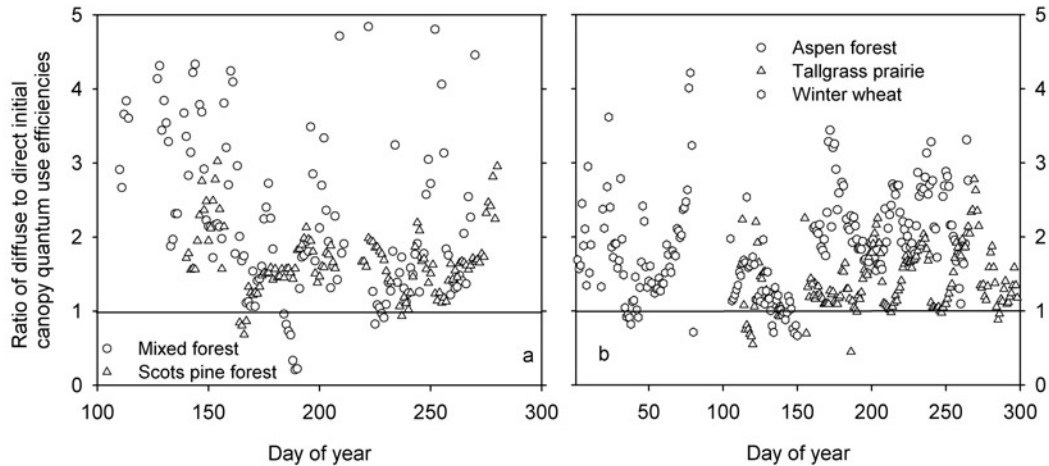 Ratio of diffuse to direct initial
canopy quantum use efficiencies
5
4
3
2
1
0
Mixed forest
Scots pine forest
a
100 150 200 250 300
Day of year
Aspen forest
Tallgrass prairie
Winter wheat
b
5
4
3
2
1
0
50 100 150 200 250 300
Day of year